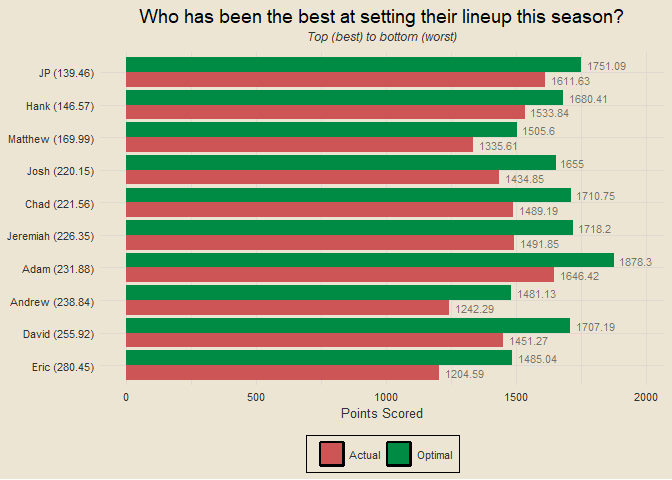 Who has been the best at setting their lineup this season?
Top (best) to bottom (worst)
JP (139.46)
1751.09
1611.63
Hank (146.57)
1680.41
1533.84
Matthew (169.99)
1505.6
1335.61
Josh (220.15)
1655
1434.85
Chad (221.56)
1710.75
1489.19
Jeremiah (226.35)
1718.2
1491.85
Adam (231.88)
1878.3
1646.42
Andrew (238.84)
1481.13
1242.29
David (255.92)
1707.19
1451.27
Eric (280.45)
1485.04
1204.59
0 500 1000 1500 2000
Points Scored
Actual Optimal